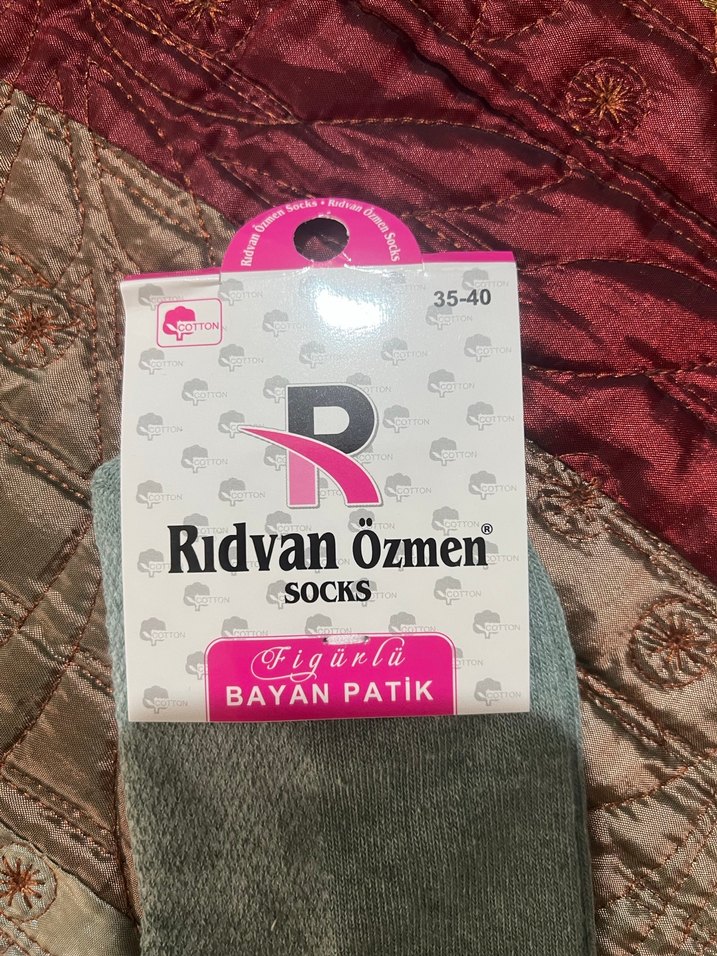 Rıdvan Özmen Socks • Rıdvan Özmen Socks
35-40
COTTON
R
Rıdvan Özmen®
SOCKS
Figürlü
BAYAN PATİK